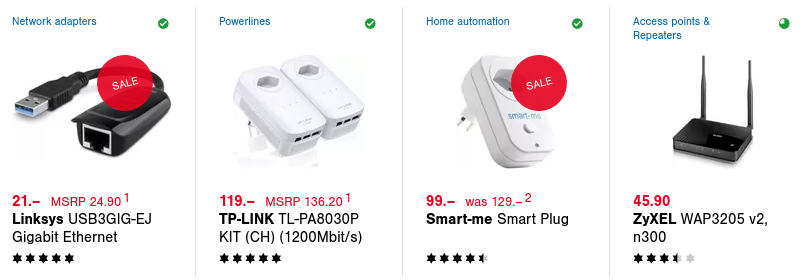 Network adapters
SALE
21.– MSRP 24.90 1
Linksys USB3GIG-EJ
Gigabit Ethernet
Powerlines
119.– MSRP 136.20 1
TP-LINK TL-PA8030P
KIT (CH) (1200Mbit/s)
Home automation
SALE
smart-me
99.– was 129.– 2
Smart-me Smart Plug
Access points &
Repeaters
45.90
ZyXEL WAP3205 v2,
n300